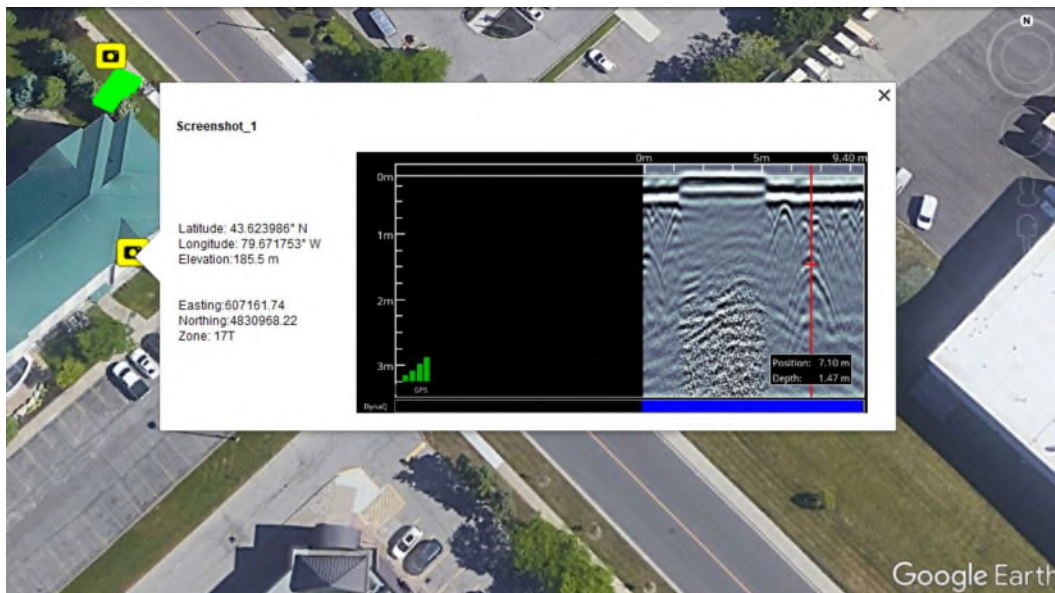 N
Screenshot_1
Latitude: 43.623986° N
Longitude: 79.671753° W
Elevation:185.5 m
Easting:607161.74
Northing:4830968.22
Zone: 17T
0m 5m 9.40 m
0m
1m
2m
3m
GPS
Position: 7.10 m
Depth: 1.47 m
DynaQ
Google Earth